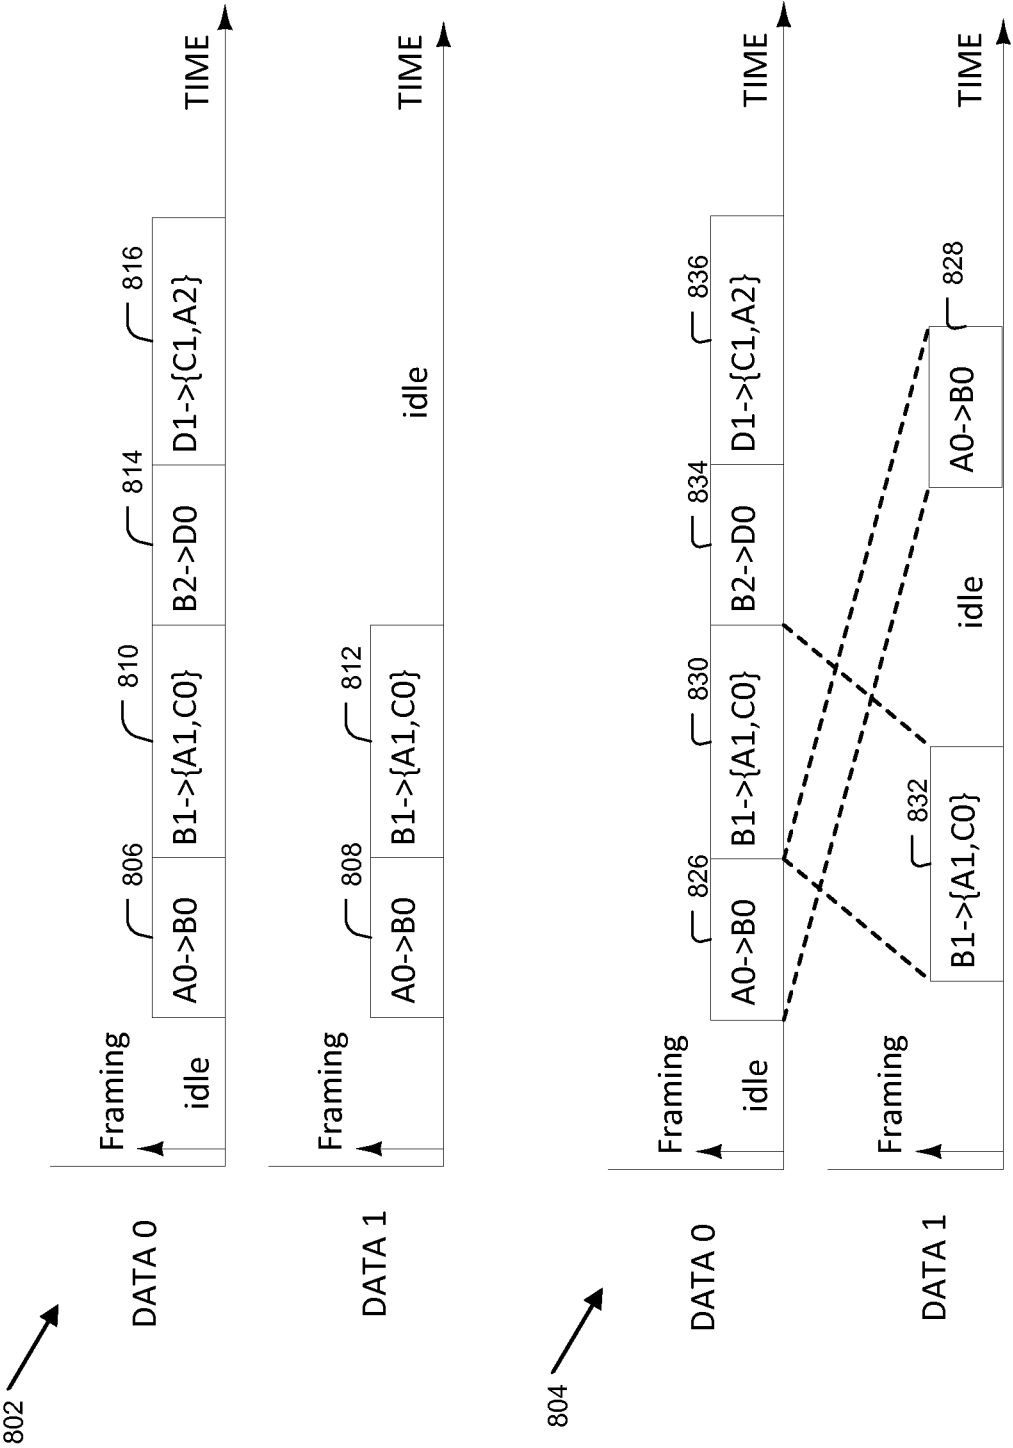 802
DATA 0
Framing
idle
A0->B0
806
B1->{A1,C0}
810
B2->D0
814
D1->{C1,A2}
816
TIME
DATA 1
Framing
A0->B0
808
B1->{A1,C0}
812
idle
TIME
804
DATA 0
Framing
idle
A0->B0
826
B1->{A1,C0}
830
B2->D0
834
D1->{C1,A2}
836
TIME
DATA 1
Framing
B1->{A1,C0}
832
idle
A0->B0
828
TIME